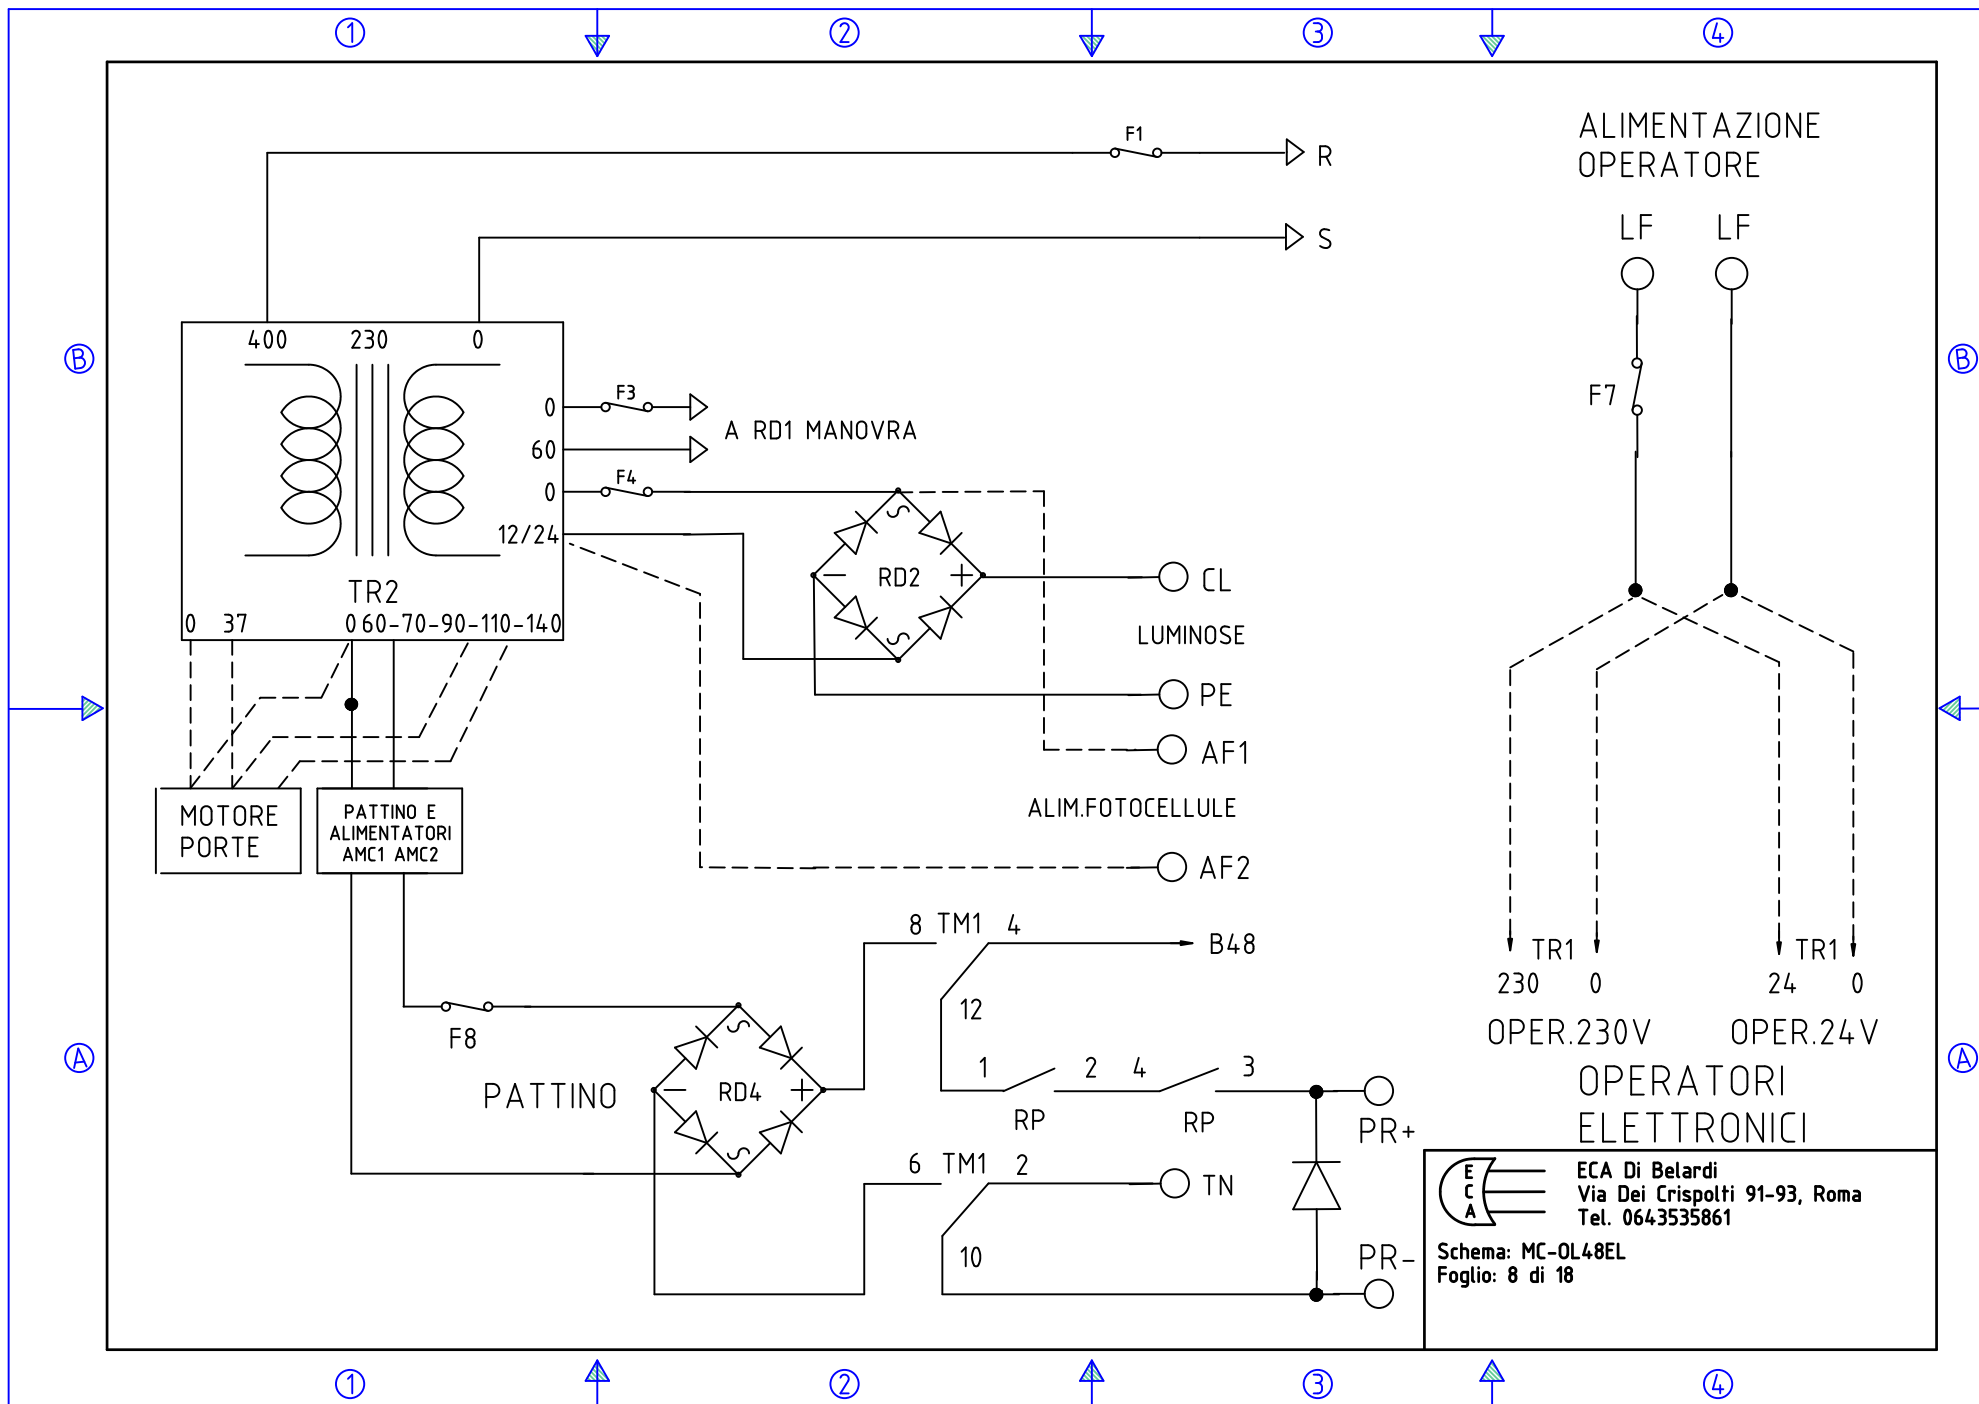 1 2 3 4
F1
R
ALIMENTAZIONE
OPERATORE
S
LF LF
400 230 0
B B
F3
0
A RD1 MANOVRA
60
F4
0
12/24
F7
S
- RD2 +
S
CL
TR2
0 37 0 60-70-90-110-140
LUMINOSE
PE
AF1
MOTORE
PORTE
PATTINO E
ALIMENTATORI
AMC1 AMC2
ALIM.FOTOCELLULE
AF2
8 TM1 4
B48
TR1 TR1
230 0 24 0
12
OPER.230V OPER.24V
F8
S
A A
PATTINO
- RD4 +
S
1 2 4 3
RP RP
PR+
OPERATORI
ELETTRONICI
6 TM1 2
TN
10
PR-
E
C
A
ECA Di Belardi
Via Dei Crispolti 91-93, Roma
Tel. 0643535861
Schema: MC-OL48EL
Foglio: 8 di 18
1 2 3 4